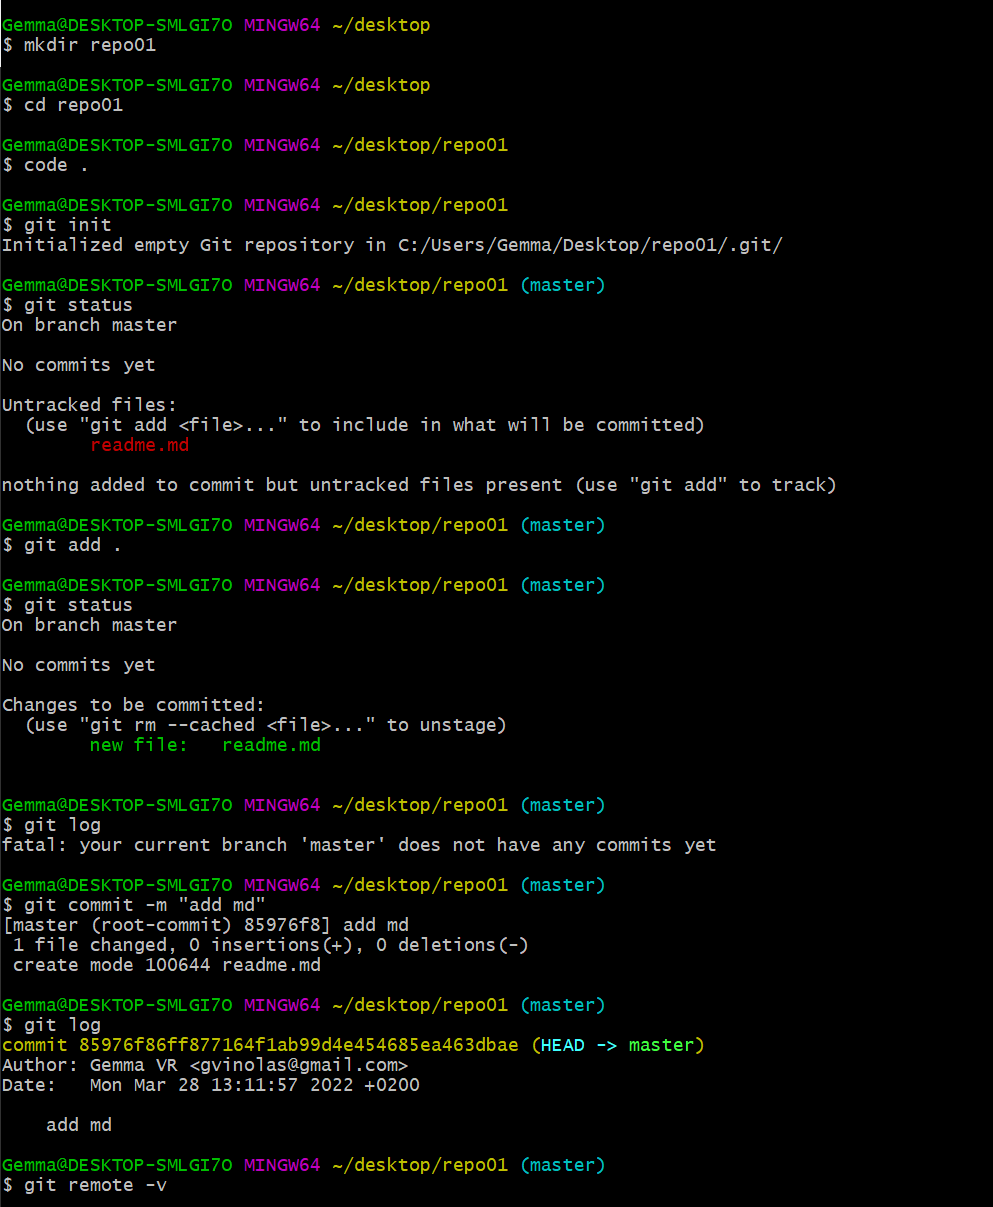 Gemma@DESKTOP-SMLGI7O MINGW64 ~/desktop
$ mkdir repo01
Gemma@DESKTOP-SMLGI7O MINGW64 ~/desktop
$ cd repo01
Gemma@DESKTOP-SMLGI7O MINGW64 ~/desktop/repo01
$ code .
Gemma@DESKTOP-SMLGI7O MINGW64 ~/desktop/repo01
$ git init
Initialized empty Git repository in C:/Users/Gemma/Desktop/repo01/.git/
Gemma@DESKTOP-SMLGI7O MINGW64 ~/desktop/repo01 (master)
$ git status
On branch master
No commits yet
Untracked files:
  (use "git add <file>..." to include in what will be committed)
        readme.md
nothing added to commit but untracked files present (use "git add" to track)
Gemma@DESKTOP-SMLGI7O MINGW64 ~/desktop/repo01 (master)
$ git add .
Gemma@DESKTOP-SMLGI7O MINGW64 ~/desktop/repo01 (master)
$ git status
On branch master
No commits yet
Changes to be committed:
  (use "git rm --cached <file>..." to unstage)
        new file:   readme.md
Gemma@DESKTOP-SMLGI7O MINGW64 ~/desktop/repo01 (master)
$ git log
fatal: your current branch 'master' does not have any commits yet
Gemma@DESKTOP-SMLGI7O MINGW64 ~/desktop/repo01 (master)
$ git commit -m "add md"
[master (root-commit) 85976f8] add md
 1 file changed, 0 insertions(+), 0 deletions(-)
 create mode 100644 readme.md
Gemma@DESKTOP-SMLGI7O MINGW64 ~/desktop/repo01 (master)
$ git log
commit 85976f86ff877164f1ab99d4e454685ea463dbae (HEAD -> master)
Author: Gemma VR <gvinolas@gmail.com>
Date:   Mon Mar 28 13:11:57 2022 +0200
    add md
Gemma@DESKTOP-SMLGI7O MINGW64 ~/desktop/repo01 (master)
$ git remote -v